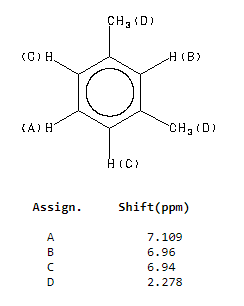 CH3(D)
(C)H
H(B)
(A)H
CH3(D)
H(C)
Assign. Shift(ppm)
A 7.109
B 6.96
C 6.94
D 2.278